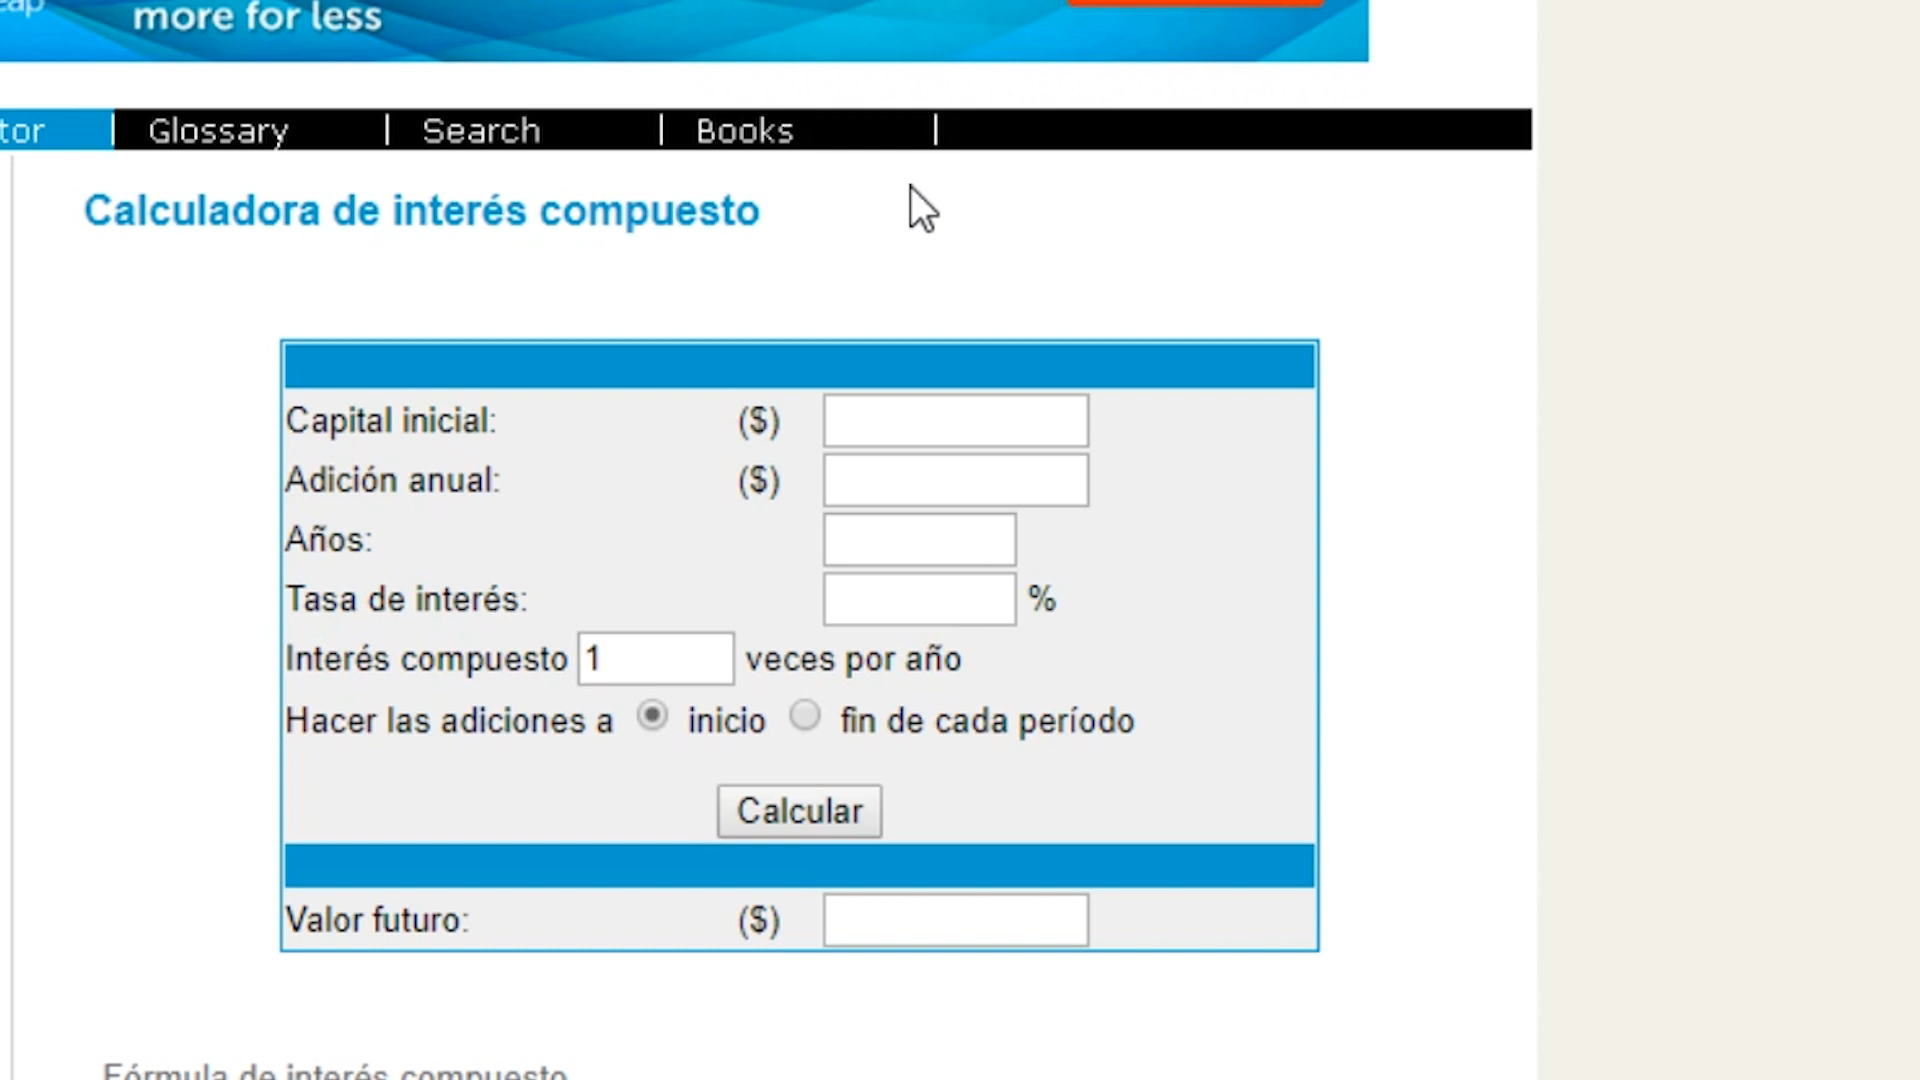 more for less
Glossary | Search | Books |
Calculadora de interés compuesto
Capital inicial: ($)
Adición anual: ($)
Años:
Tasa de interés: %
Interés compuesto 1 veces por año
Hacer las adiciones a inicio fin de cada período
Calcular
Valor futuro: ($)
Fórmula de interés compuesto